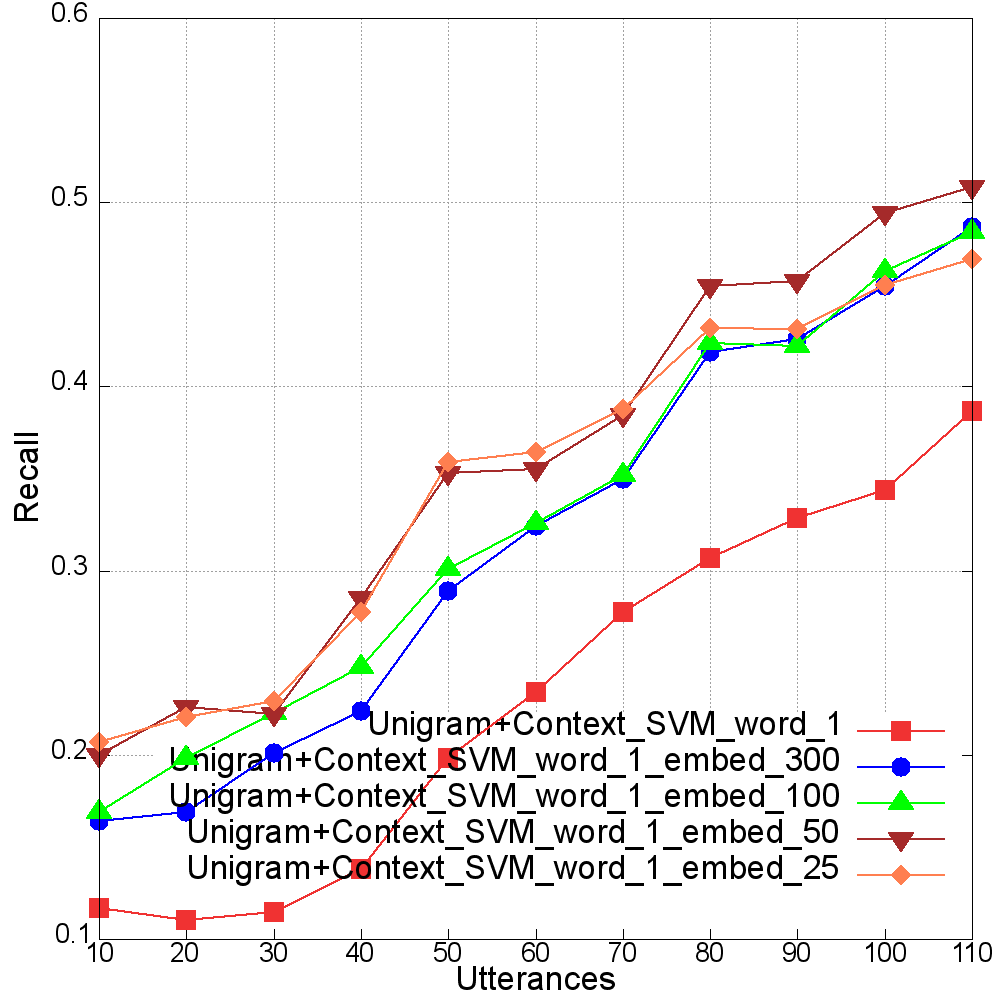 0.6
0.5
0.4
0.3
0.2
0.1
Recall
Unigram+Context_SVM_word_1
Unigram+Context_SVM_word_1_embed_300
Unigram+Context_SVM_word_1_embed_100
Unigram+Context_SVM_word_1_embed_50
Unigram+Context_SVM_word_1_embed_25
10 20 30 40 50 60 70 80 90 100 110
Utterances